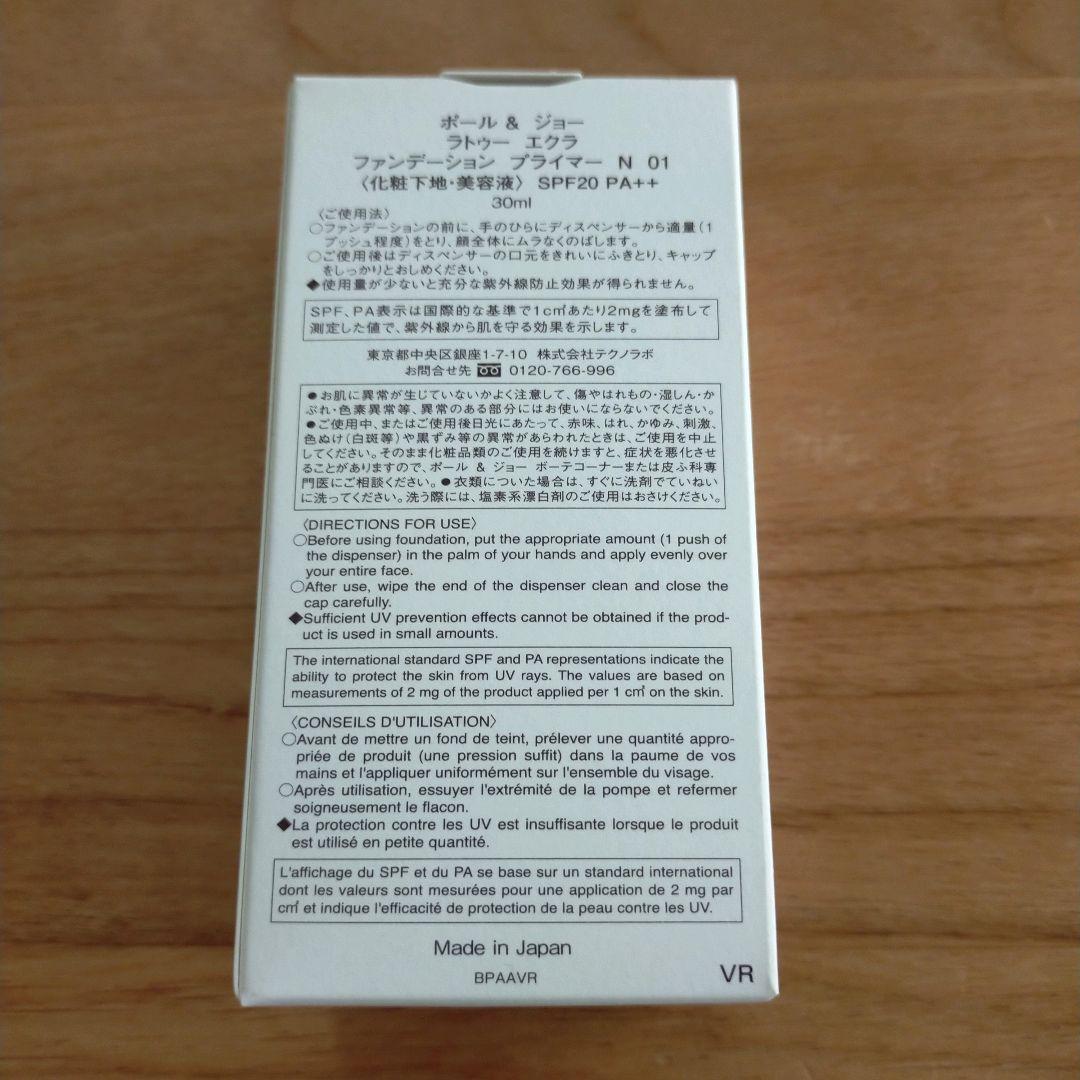 ポール & ジョー
ラトゥー エクラ
ファンデーション プライマー N 01
〈化粧下地・美容液〉 SPF20 PA++
30ml
〈ご使用法〉
○ファンデーションの前に、手のひらにディスペンサーから適量（1
プッシュ程度）をとり、顔全体にムラなくのばします。
○ご使用後はディスペンサーの口元をきれいにふきとり、キャップ
をしっかりとおしめください。
◆使用量が少ないと充分な紫外線防止効果が得られません。
SPF、PA表示は国際的な基準で1c㎡あたり2mgを塗布して
測定した値で、紫外線から肌を守る効果を示します。
東京都中央区銀座1-7-10 株式会社テクノラボ
お問合せ先 0120-766-996
●お肌に異常が生じていないかよく注意して、傷やはれもの・湿しん・か
ぶれ・色素異常等、異常のある部分にはお使いにならないでください。
●ご使用中、またはご使用後日光にあたって、赤味、はれ、かゆみ、刺激、
色ぬけ（白斑等）や黒ずみ等の異常があらわれたときは、ご使用を中止
してください。そのまま化粧品類のご使用を続けますと、症状を悪化させ
ることがありますので、ポール & ジョー ボーテコーナーまたは皮ふ科専
門医にご相談ください。●衣類についた場合は、すぐに洗剤でていねい
に洗ってください。洗う際には、塩素系漂白剤のご使用はおさけください。
〈DIRECTIONS FOR USE〉
○Before using foundation, put the appropriate amount (1 push of
the dispenser) in the palm of your hands and apply evenly over
your entire face.
○After use, wipe the end of the dispenser clean and close the
cap carefully.
◆Sufficient UV prevention effects cannot be obtained if the prod-
uct is used in small amounts.
The international standard SPF and PA representations indicate the
ability to protect the skin from UV rays. The values are based on
measurements of 2 mg of the product applied per 1 c㎡ on the skin.
〈CONSEILS D'UTILISATION〉
○Avant de mettre un fond de teint, prélever une quantité appro-
priée de produit (une pression suffit) dans la paume de vos
mains et l'appliquer uniformément sur l'ensemble du visage.
○Après utilisation, essuyer l'extrémité de la pompe et refermer
soigneusement le flacon.
◆La protection contre les UV est insuffisante lorsque le produit
est utilisé en petite quantité.
L'affichage du SPF et du PA se base sur un standard international
dont les valeurs sont mesurées pour une application de 2 mg par
c㎡ et indique l'efficacité de protection de la peau contre les UV.
Made in Japan
BPAAVR
VR